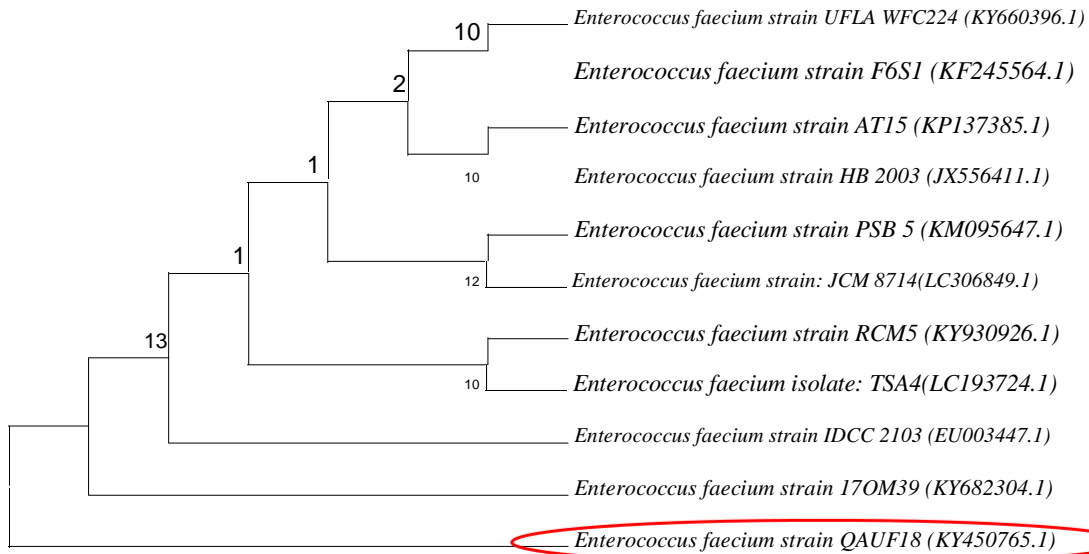 10 Enterococcus faecium strain UFLA WFC224 (KY660396.1)
2 Enterococcus faecium strain F6S1 (KF245564.1)
Enterococcus faecium strain AT15 (KP137385.1)
1 10 Enterococcus faecium strain HB 2003 (JX556411.1)
Enterococcus faecium strain PSB 5 (KM095647.1)
1 12 Enterococcus faecium strain: JCM 8714(LC306849.1)
13 Enterococcus faecium strain RCM5 (KY930926.1)
10 Enterococcus faecium isolate: TSA4(LC193724.1)
Enterococcus faecium strain IDCC 2103 (EU003447.1)
Enterococcus faecium strain 17OM39 (KY682304.1)
Enterococcus faecium strain QAUF18 (KY450765.1)